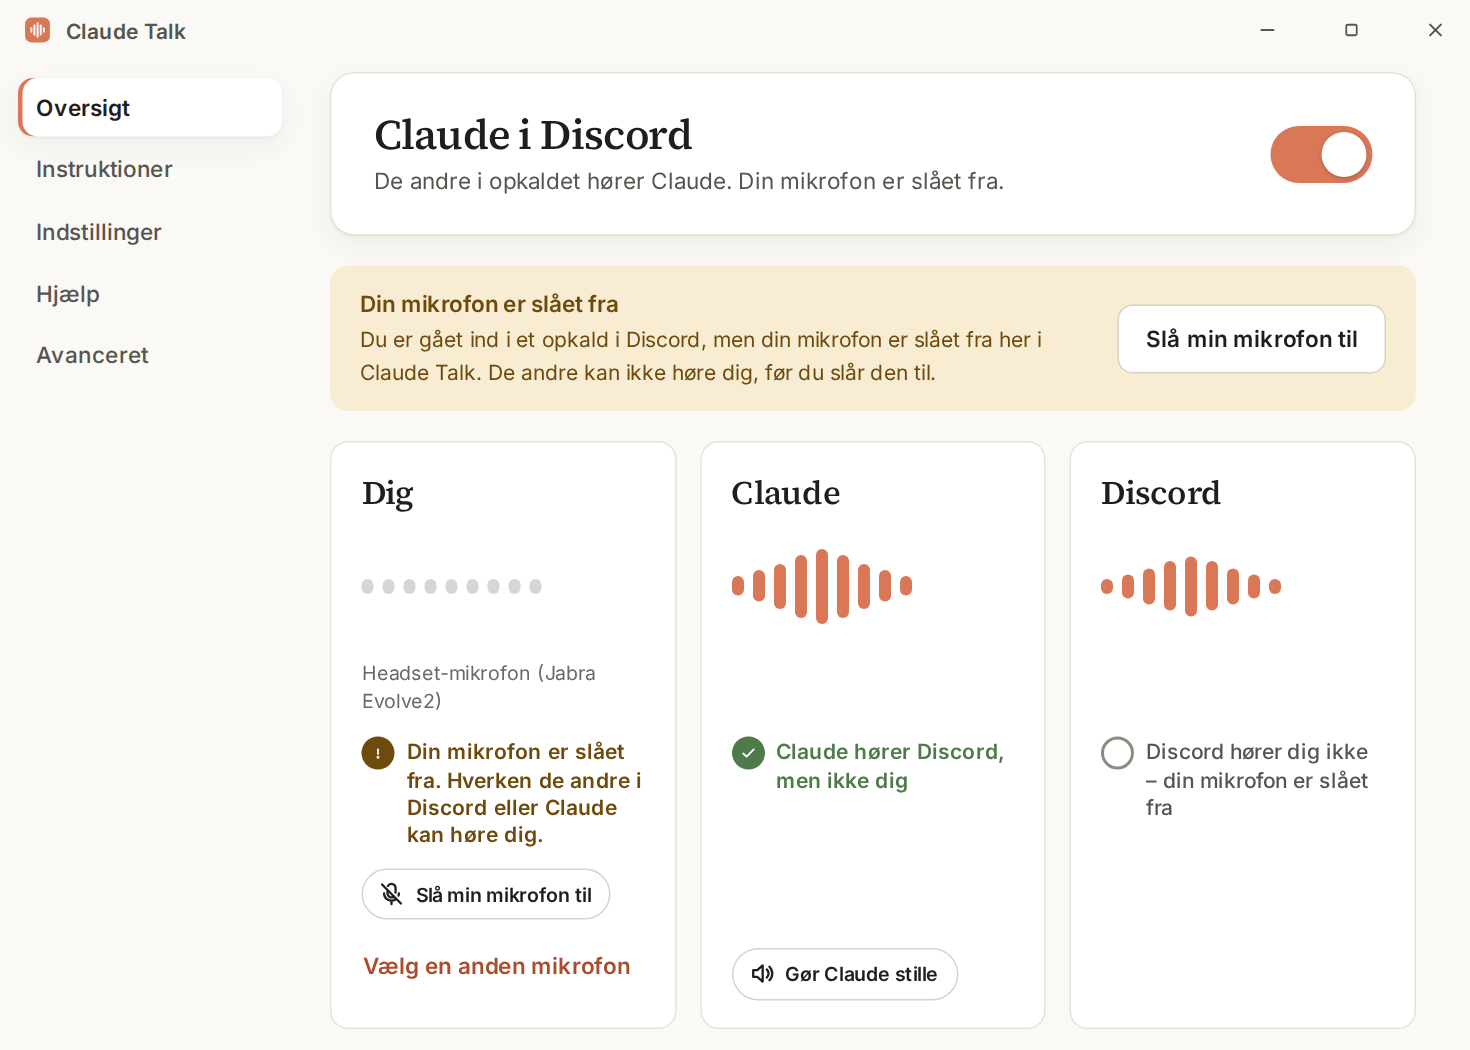 Claude Talk
Oversigt
Instruktioner
Indstillinger
Hjælp
Avanceret
Claude i Discord
De andre i opkaldet hører Claude. Din mikrofon er slået fra.
Din mikrofon er slået fra
Du er gået ind i et opkald i Discord, men din mikrofon er slået fra her i
Claude Talk. De andre kan ikke høre dig, før du slår den til.
Slå min mikrofon til
Dig
Headset-mikrofon (Jabra
Evolve2)
Din mikrofon er slået
fra. Hverken de andre i
Discord eller Claude
kan høre dig.
Slå min mikrofon til
Vælg en anden mikrofon
Claude
Claude hører Discord,
men ikke dig
Gør Claude stille
Discord
Discord hører dig ikke
– din mikrofon er slået
fra